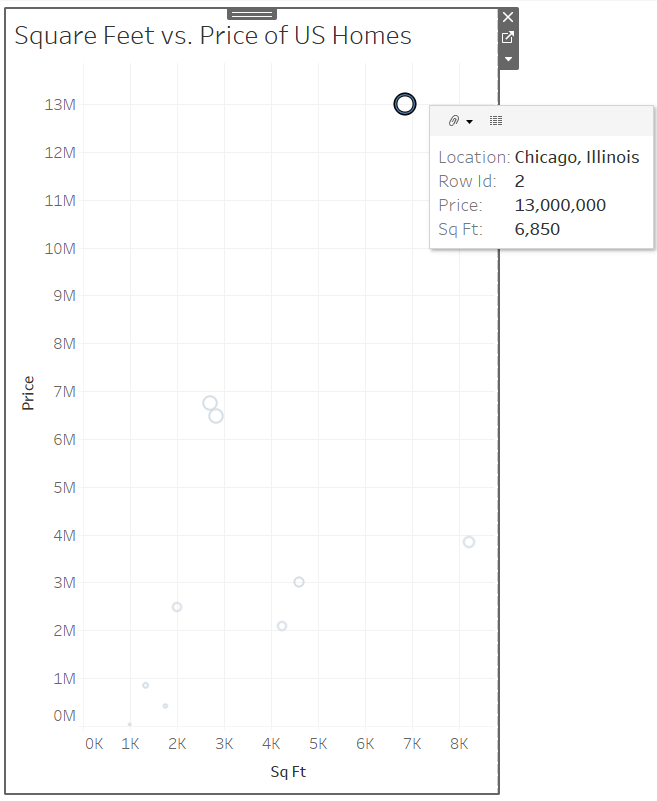 Square Feet vs. Price of US Homes
13M
12M
11M
10M
9M
8M
7M
6M
5M
4M
3M
2M
1M
0M
Price
0K 1K 2K 3K 4K 5K 6K 7K 8K
Sq Ft
Location: Chicago, Illinois
Row Id: 2
Price: 13,000,000
Sq Ft: 6,850